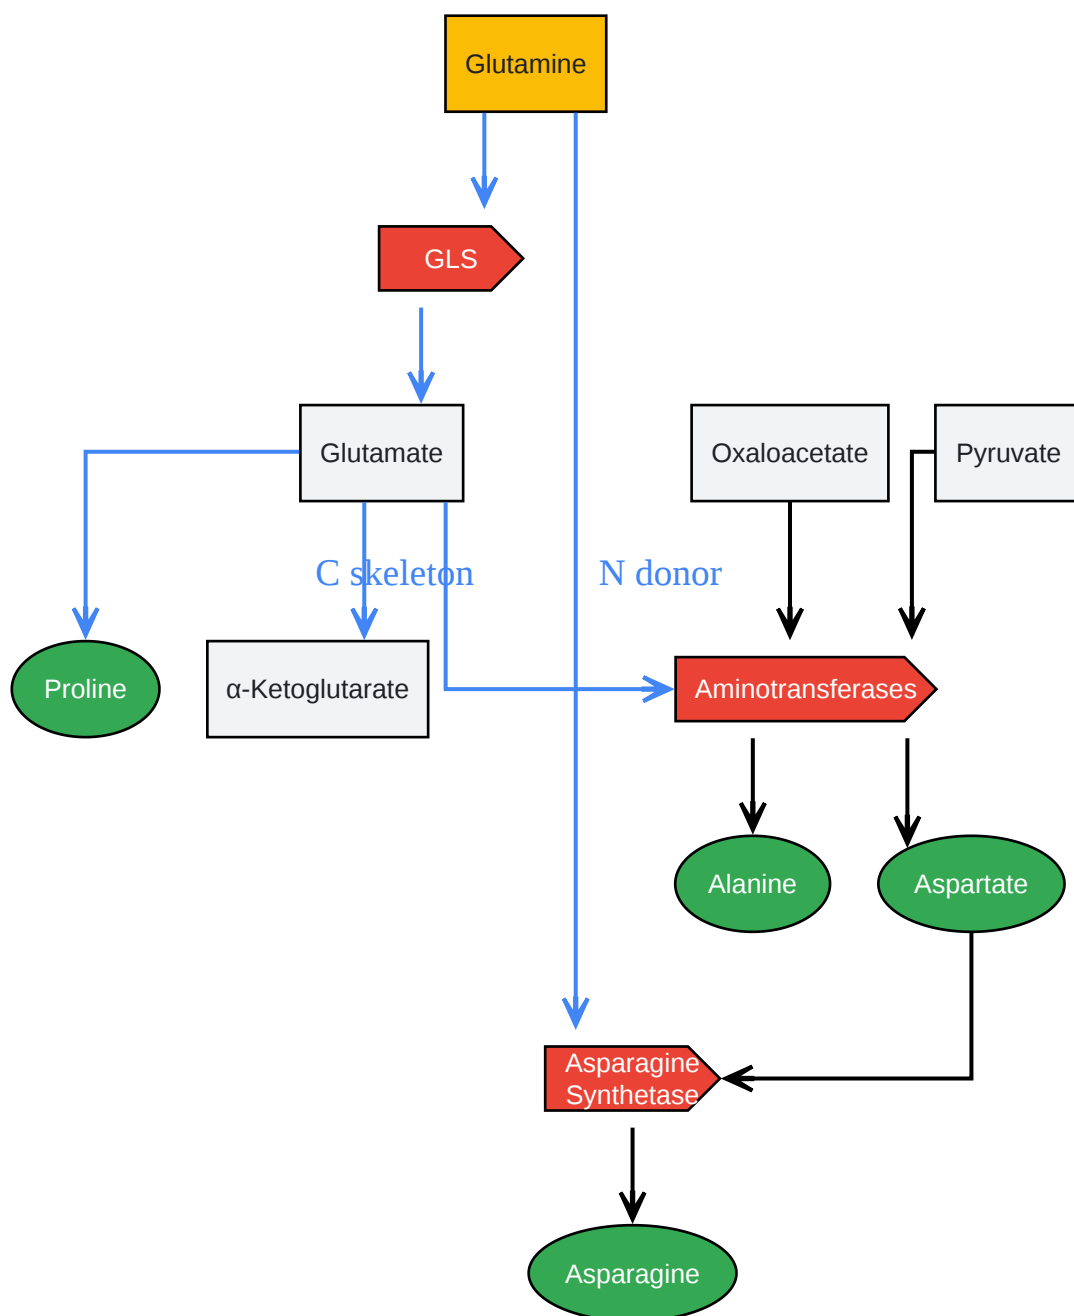 Glutamine
GLS
Glutamate
Oxaloacetate
Pyruvate
C skeleton
N donor
Proline
α-Ketoglutarate
Aminotransferases
Alanine
Aspartate
Asparagine
Synthetase
Asparagine